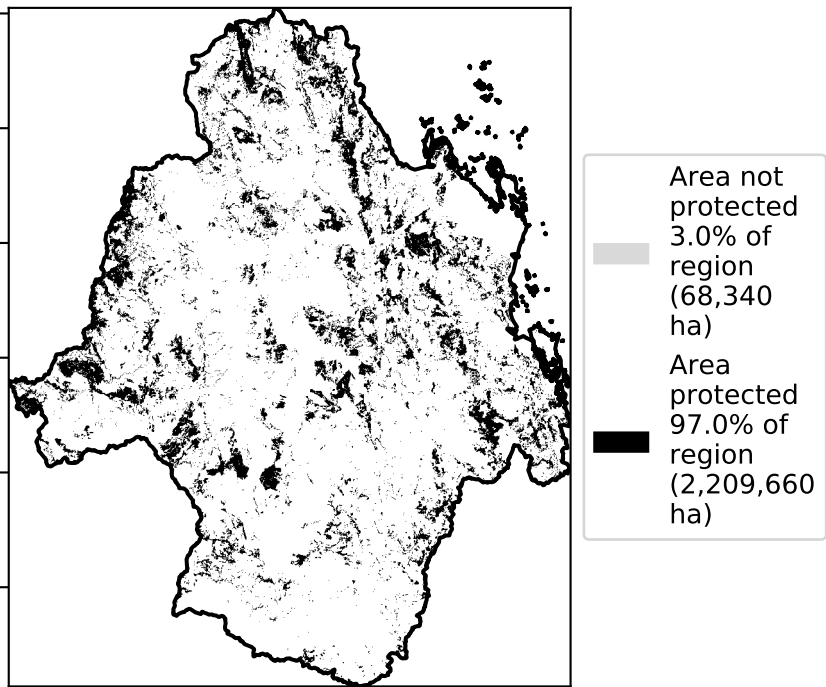 Area not
protected
3.0% of
region
(68,340
ha)
Area
protected
97.0% of
region
(2,209,660
ha)